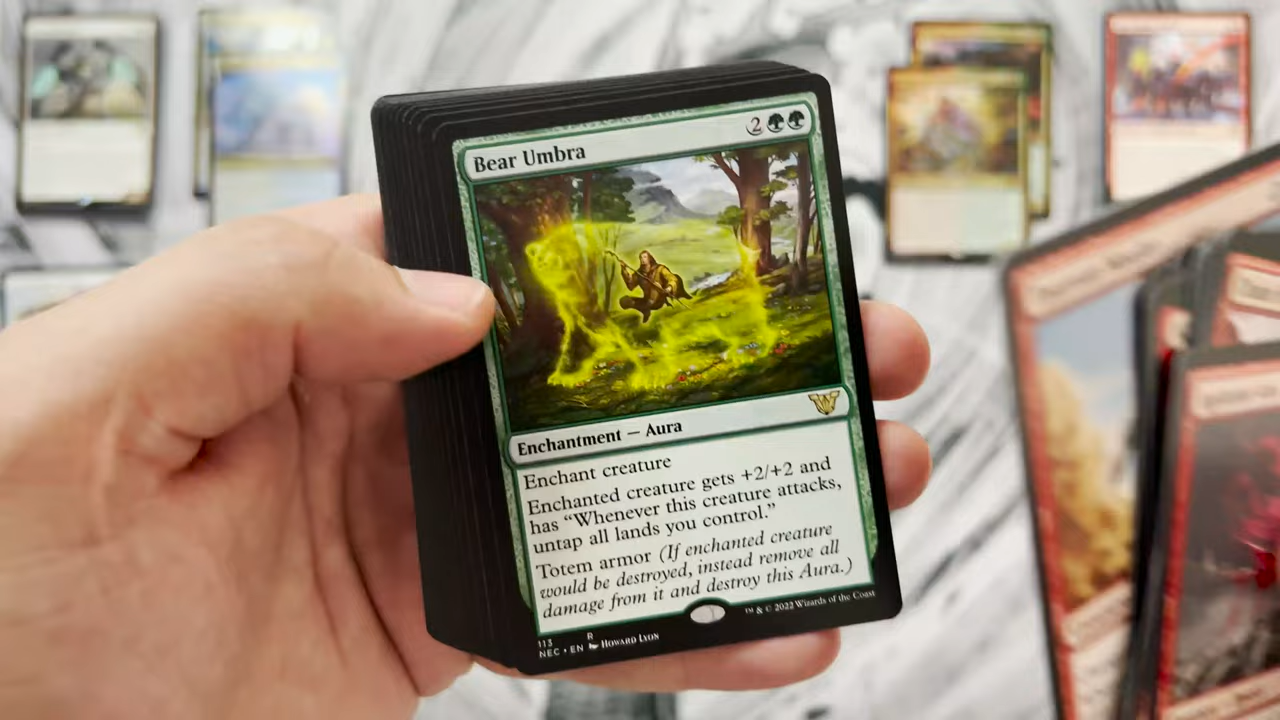 Bear Umbra
2
Enchantment — Aura
Enchant creature
Enchanted creature gets +2/+2 and
has “Whenever this creature attacks,
untap all lands you control.”
Totem armor (If enchanted creature
would be destroyed, instead remove all
damage from it and destroy this Aura.)
113 R
NEC • EN HOWARD LYON
™ & © 2022 Wizards of the Coast